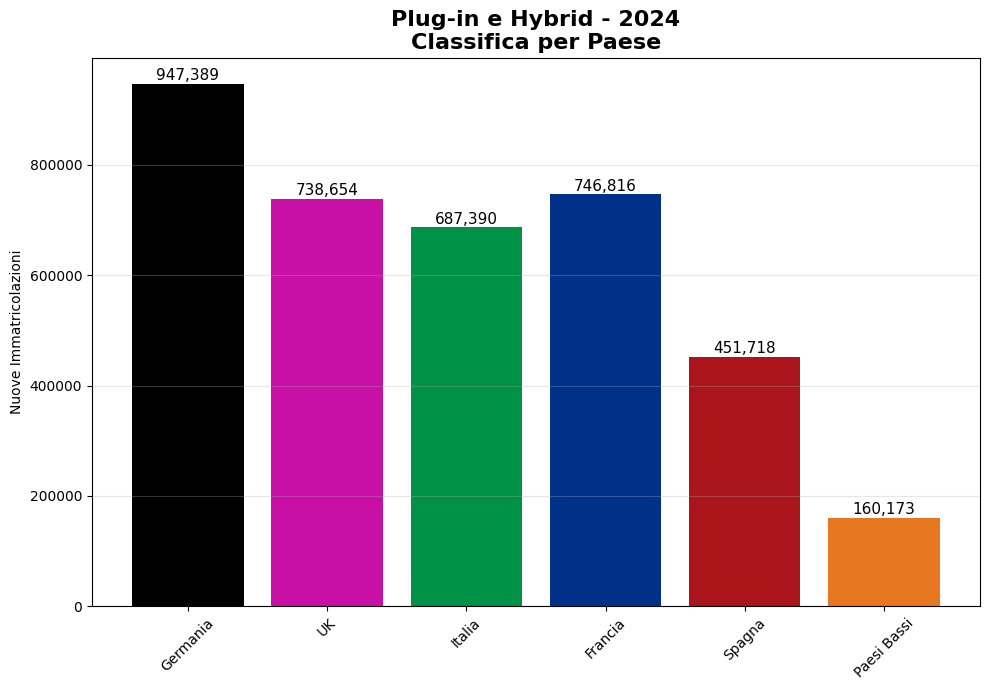 Plug-in e Hybrid - 2024
Classifica per Paese
Nuove Immatricolazioni
800000
600000
400000
200000
0
947,389
738,654
687,390
746,816
451,718
160,173
Germania
UK
Italia
Francia
Spagna
Paesi Bassi